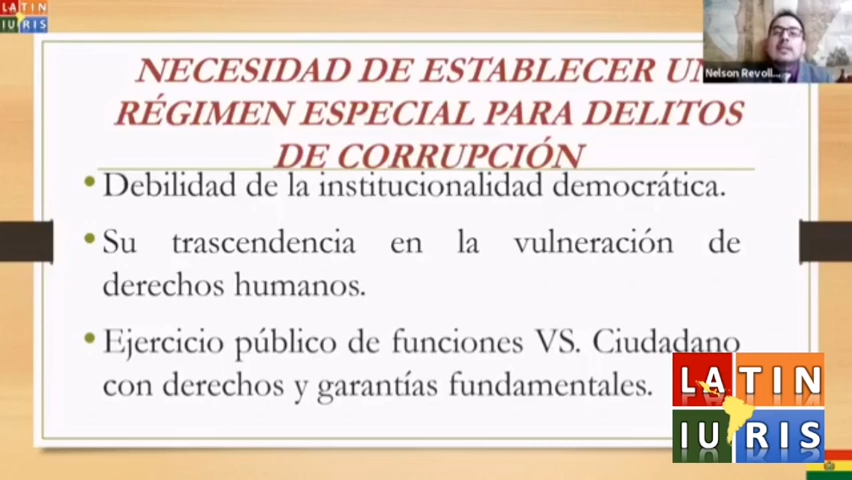 LATIN
IURIS
NECESIDAD DE ESTABLECER UN
RÉGIMEN ESPECIAL PARA DELITOS
DE CORRUPCIÓN
Nelson Revoll...
• Debilidad de la institucionalidad democrática.
• Su trascendencia en la vulneración de
derechos humanos.
• Ejercicio público de funciones VS. Ciudadano
con derechos y garantías fundamentales.
LATIN
IURIS